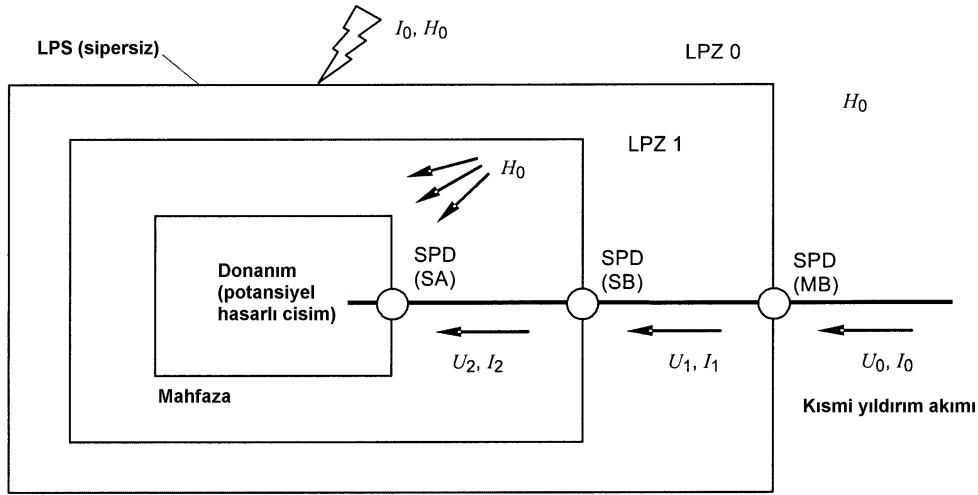 I0, H0
LPS (sipersiz)
LPZ 0
H0
LPZ 1
H0
SPD
(SA)
SPD
(SB)
SPD
(MB)
Donanım
(potansiyel
hasarlı cisim)
U2, I2
U1, I1
U0, I0
Mahfaza
Kısmi yıldırım akımı